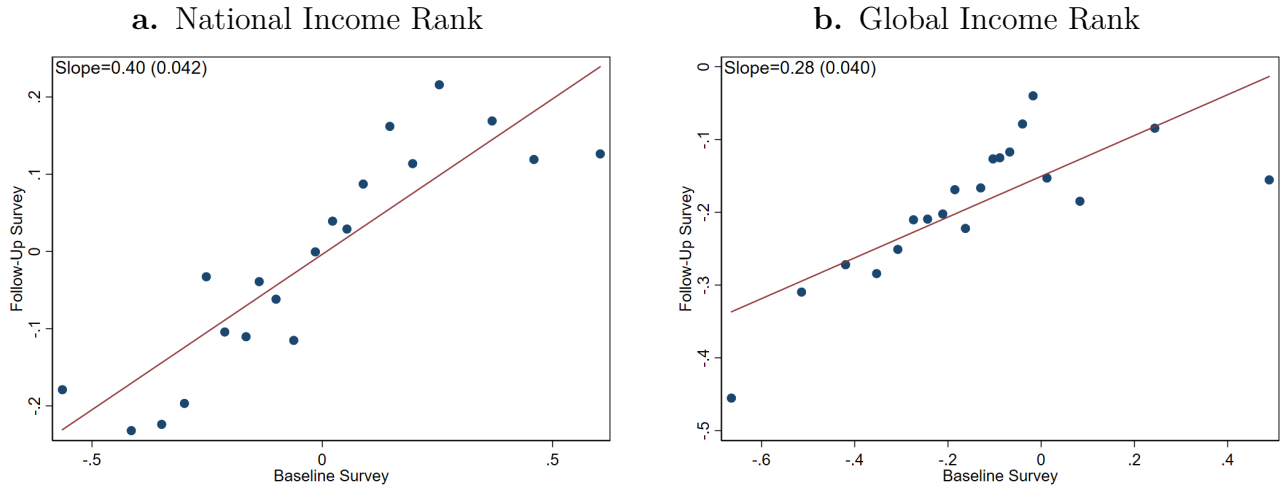 a. National Income Rank
Slope=0.40 (0.042)
.2
.1
0
-.1
-.2
Follow-Up Survey
-.5
0
.5
Baseline Survey
b. Global Income Rank
Slope=0.28 (0.040)
0
-.1
-.2
-.3
-.4
-.5
Follow-Up Survey
-.6
-.4
-.2
0
.2
.4
Baseline Survey